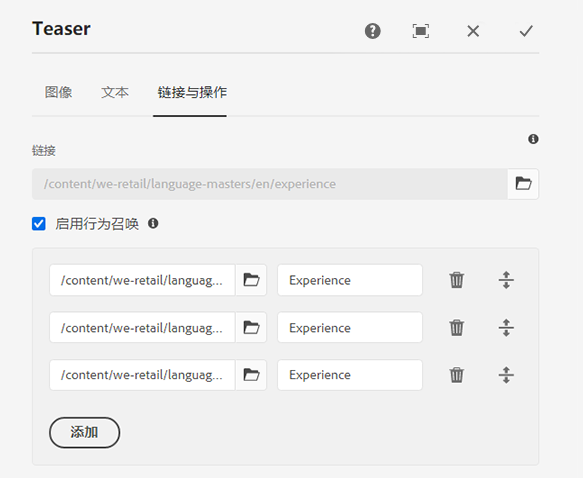 Teaser
图像 文本 链接与操作
链接
/content/we-retail/language-masters/en/experience
启用行为召唤
/content/we-retail/languag... Experience
/content/we-retail/languag... Experience
/content/we-retail/languag... Experience
添加